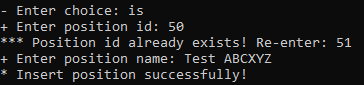 - Enter choice: is
+ Enter position id: 50
*** Position id already exists! Re-enter: 51
+ Enter position name: Test ABCXYZ
* Insert position successfully!